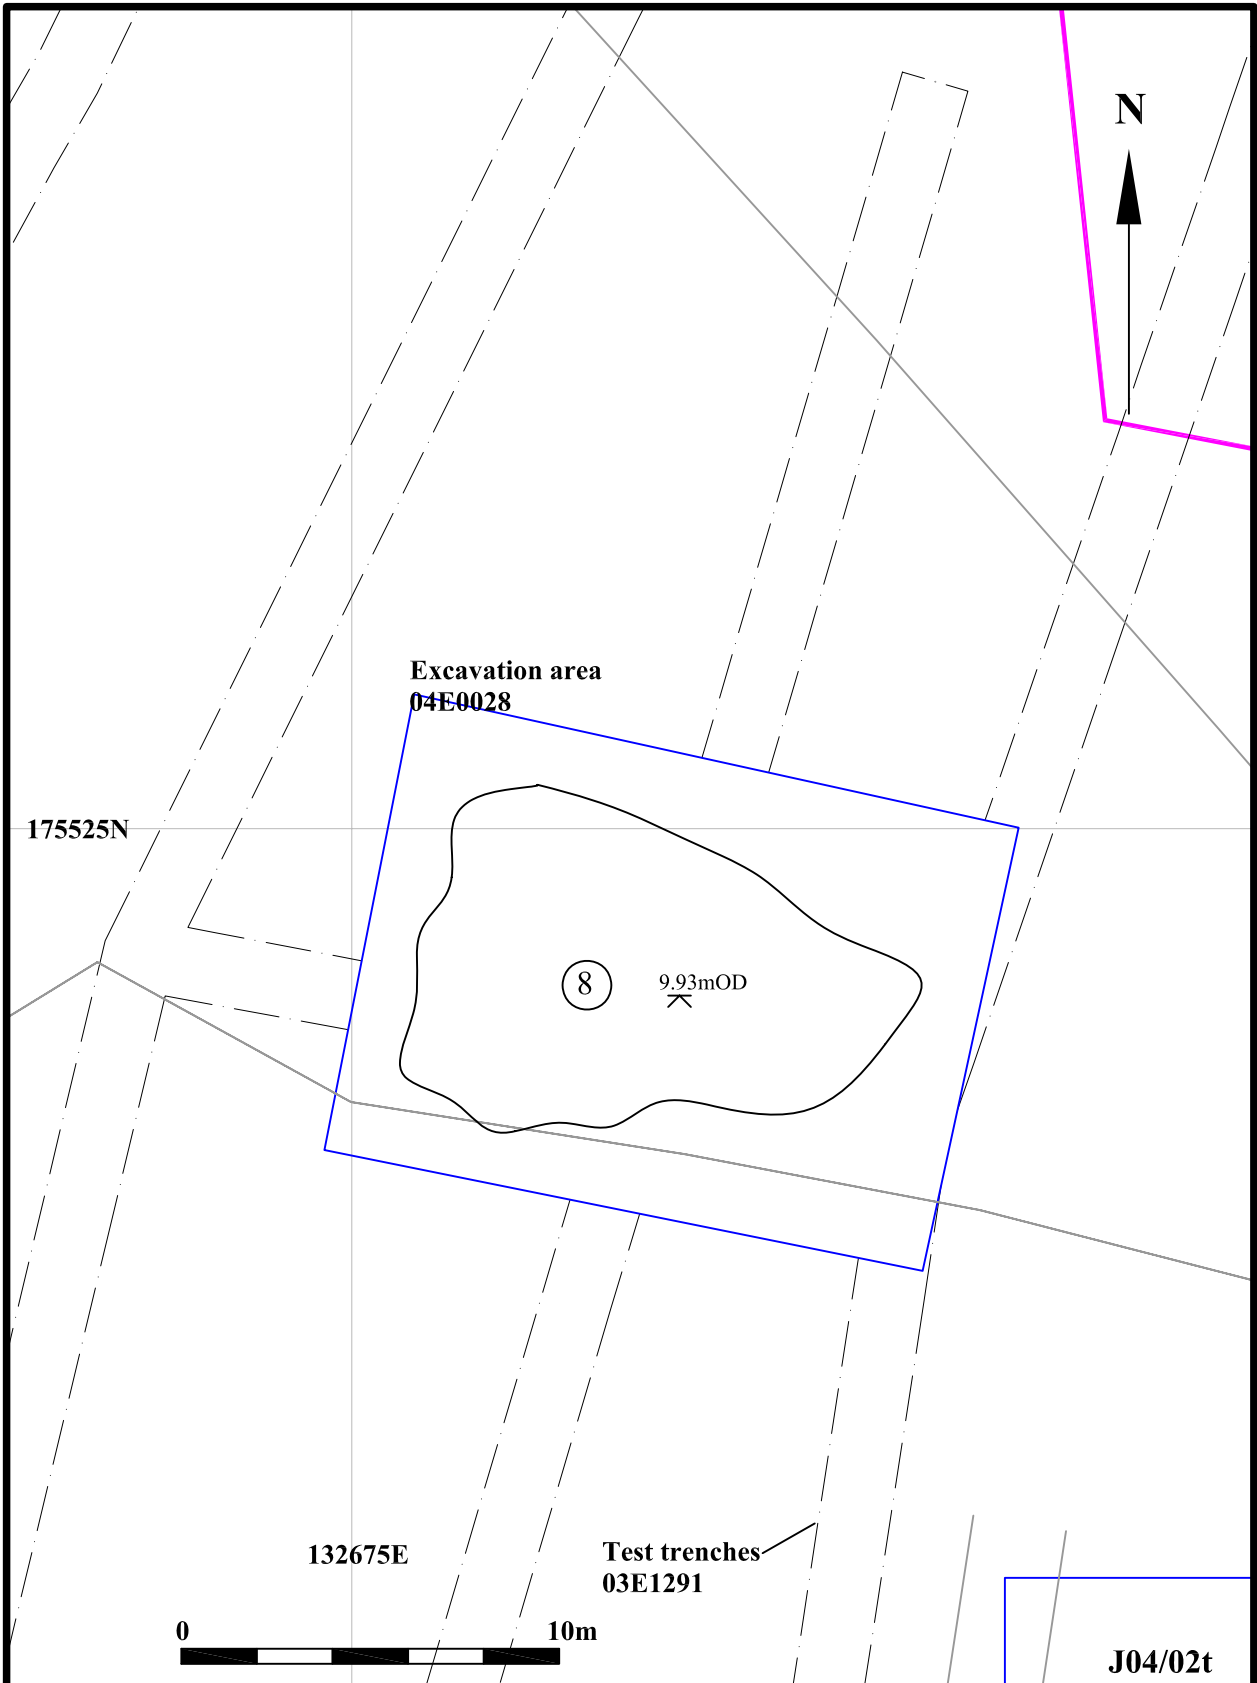 N
Excavation area
04E0028
175525N
8
9.93mOD
132675E
Test trenches
03E1291
0 10m
J04/02t